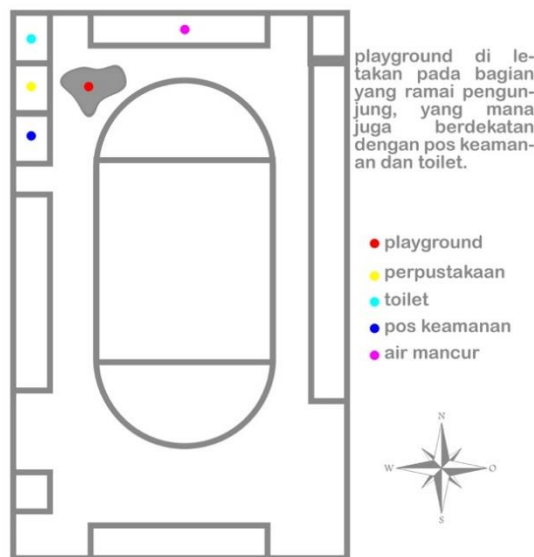 playground di le-
takan pada bagian
yang ramai pengun-
jung, yang mana
juga berdekatan
dengan pos keaman-
an dan toilet.
playground
perpustakaan
toilet
pos keamanan
air mancur
N
W O
S